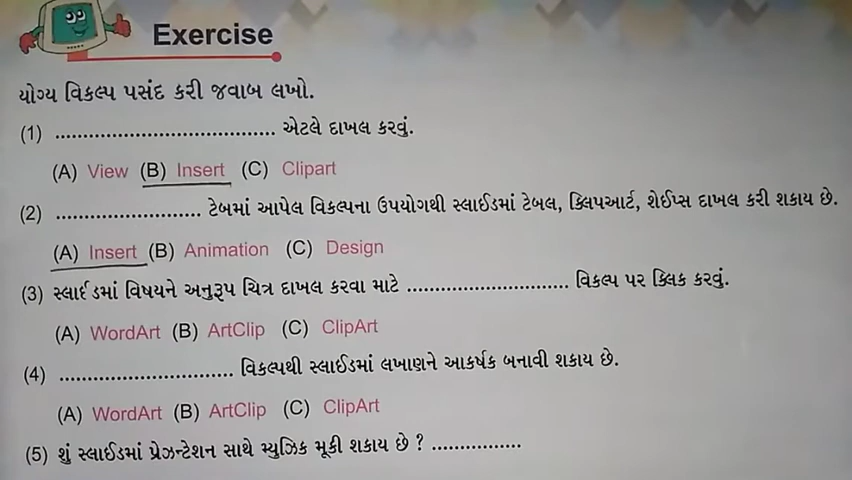 Exercise
યોગ્ય વિકલ્પ પસંદ કરી જવાબ લખો.
(1) .................................... એટલે દાખલ કરવું.
(A) View (B) Insert (C) Clipart
(2) ......................... ટેબમાં આપેલ વિકલ્પના ઉપયોગથી સ્લાઈડમાં ટેબલ, ક્લિપઆર્ટ, શેઈપ્સ દાખલ કરી શકાય છે.
(A) Insert (B) Animation (C) Design
(3) સ્લાઈડમાં વિષયને અનુરૂપ ચિત્ર દાખલ કરવા માટે ............................ વિકલ્પ પર ક્લિક કરવું.
(A) WordArt (B) ArtClip (C) ClipArt
(4) .............................. વિકલ્પથી સ્લાઈડમાં લખાણને આકર્ષક બનાવી શકાય છે.
(A) WordArt (B) ArtClip (C) ClipArt
(5) શું સ્લાઈડમાં પ્રેઝન્ટેશન સાથે મ્યુઝિક મૂકી શકાય છે ? ................